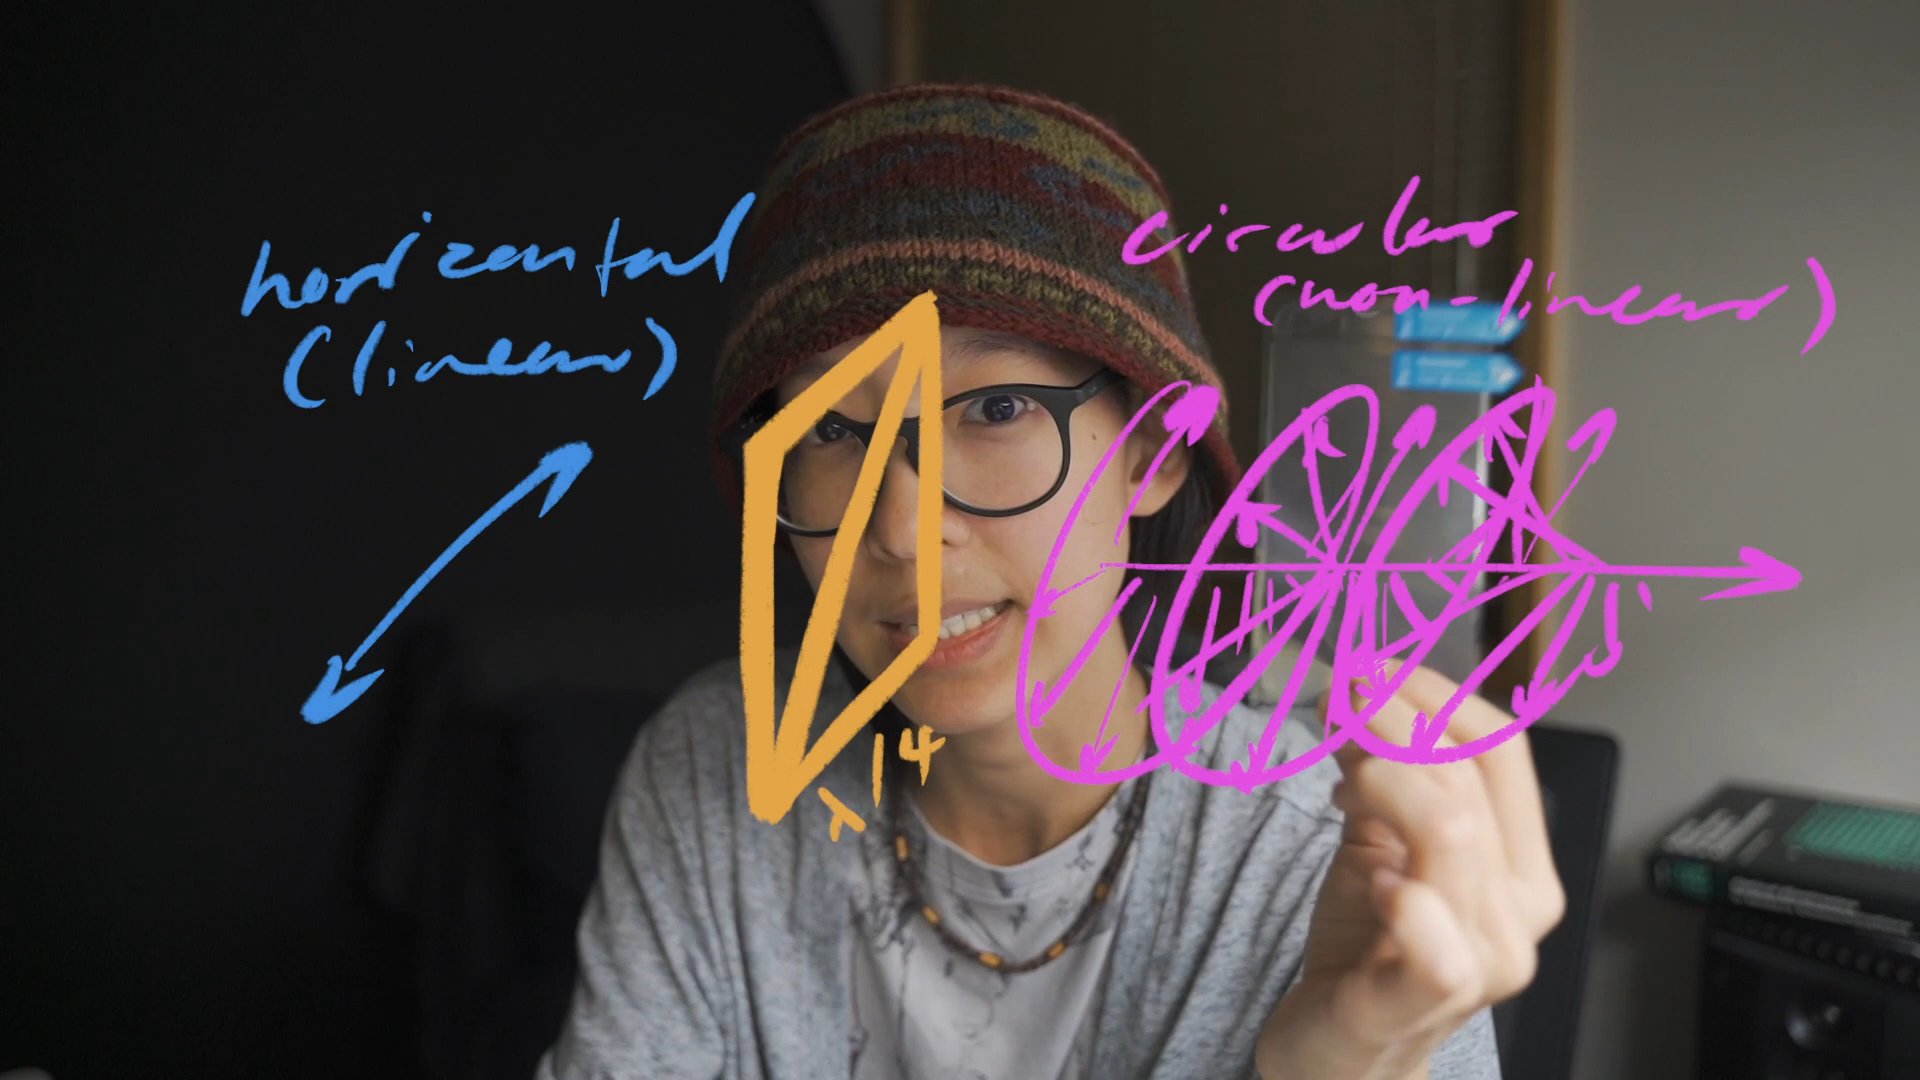 horizontal
(linear)
circular
(non-linear)
λ/4